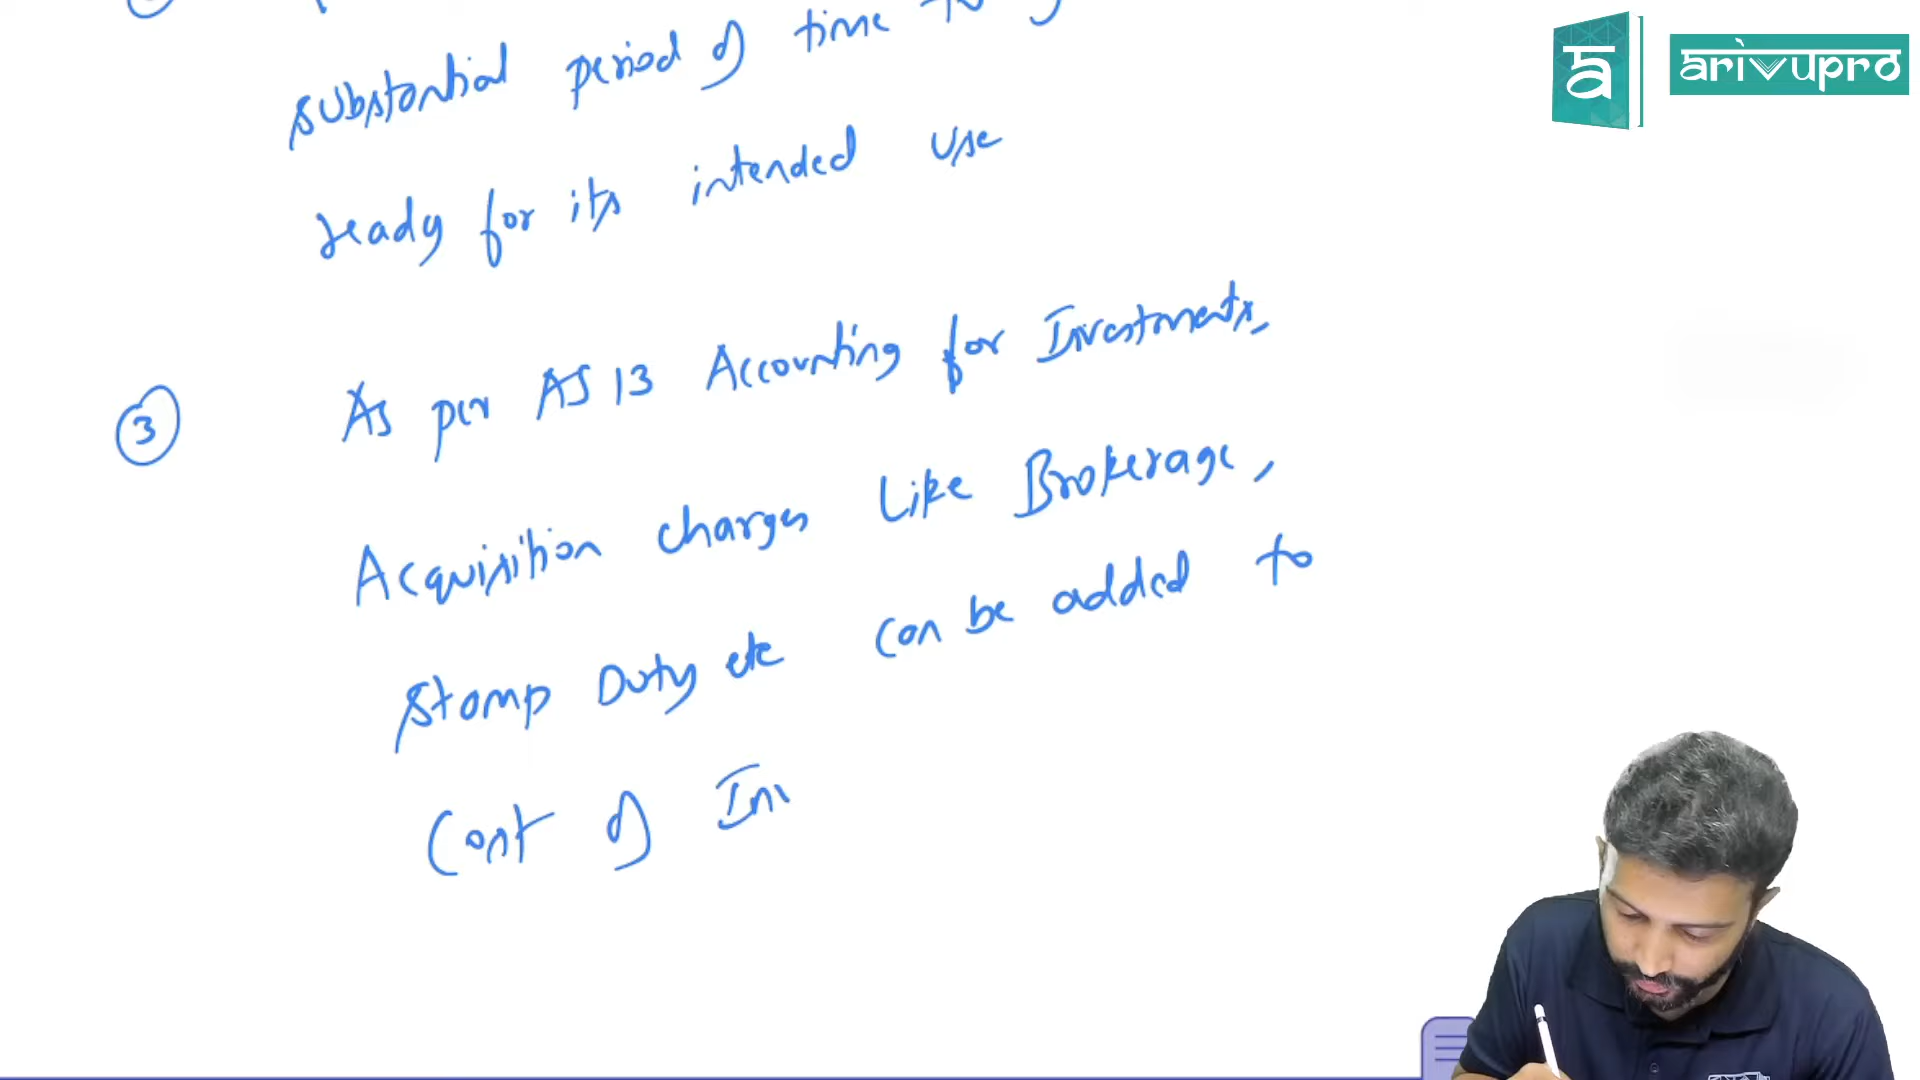 substantial period of time to g
ready for its intended use
3 As per AS 13 Accounting for Investments,
Acquisition charges Like Brokerage,
Stamp Duty etc can be added to
Cost of Inv
ā arivupro